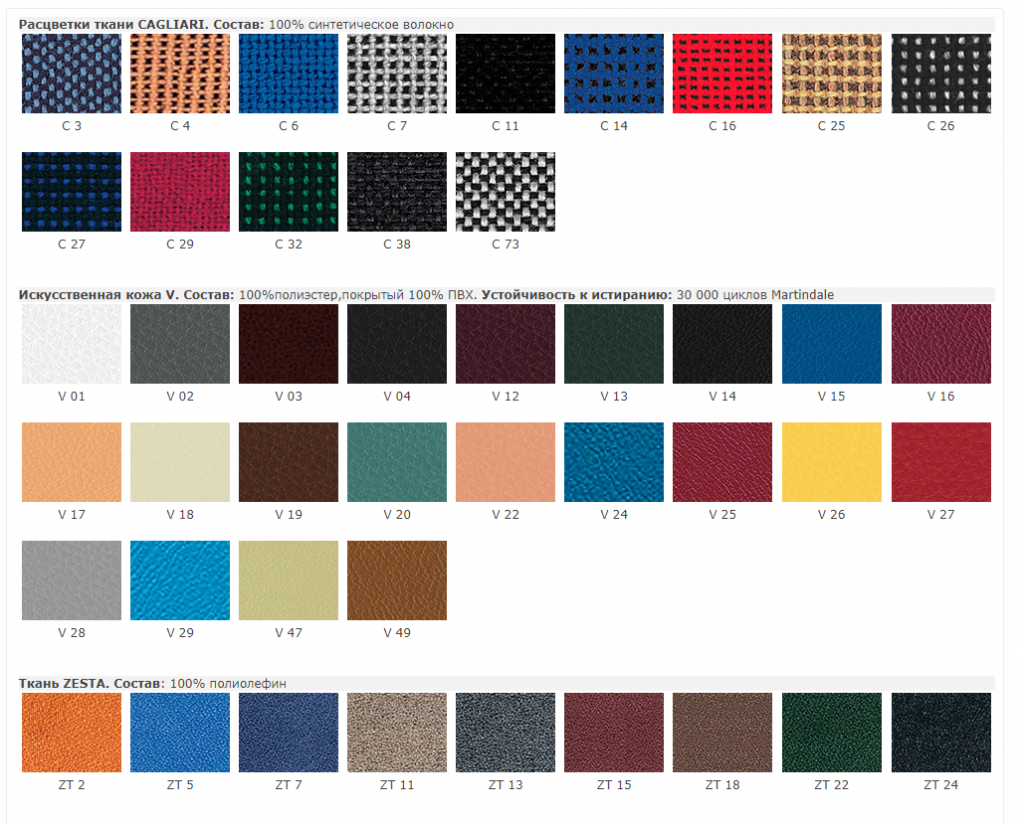 Расцветки ткани CAGLIARI. Состав: 100% синтетическое волокно
C 3 C 4 C 6 C 7 C 11 C 14 C 16 C 25 C 26
C 27 C 29 C 32 C 38 C 73
Искусственная кожа V. Состав: 100%полиэстер,покрытый 100% ПВХ. Устойчивость к истиранию: 30 000 циклов Martindale
V 01 V 02 V 03 V 04 V 12 V 13 V 14 V 15 V 16
V 17 V 18 V 19 V 20 V 22 V 24 V 25 V 26 V 27
V 28 V 29 V 47 V 49
Ткань ZESTA. Состав: 100% полиолефин
ZT 2 ZT 5 ZT 7 ZT 11 ZT 13 ZT 15 ZT 18 ZT 22 ZT 24